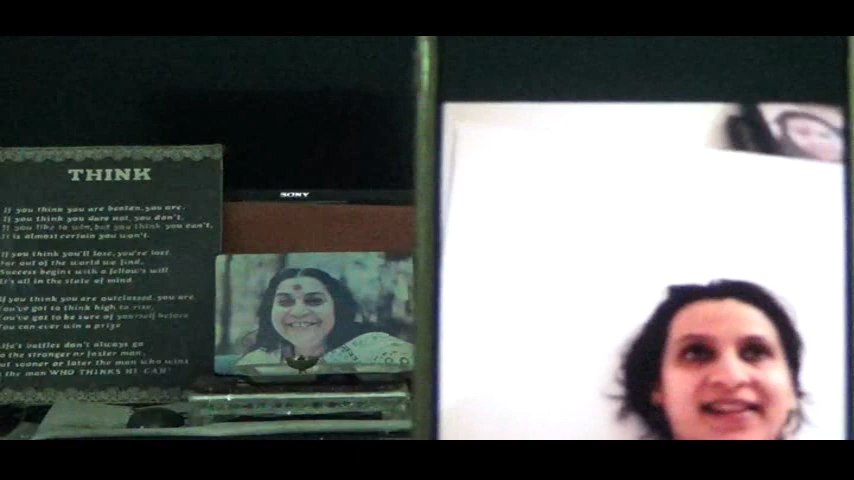 THINK
If you think you are beaten, you are.
If you think you dare not, you don't.
If you like to win, but you think you can't,
it is almost certain you won't.
If you think you'll lose, you're lost
For out of the world we find,
Success begins with a fellow's will
It's all in the state of mind
If you think you are outclassed, you are,
You've got to think high to rise,
You've got to be sure of yourself before
You can ever win a prize
Life's battles don't always go
to the stranger or faster man,
but sooner or later the man who wins
is the man WHO THINKS HE CAN!
SONY